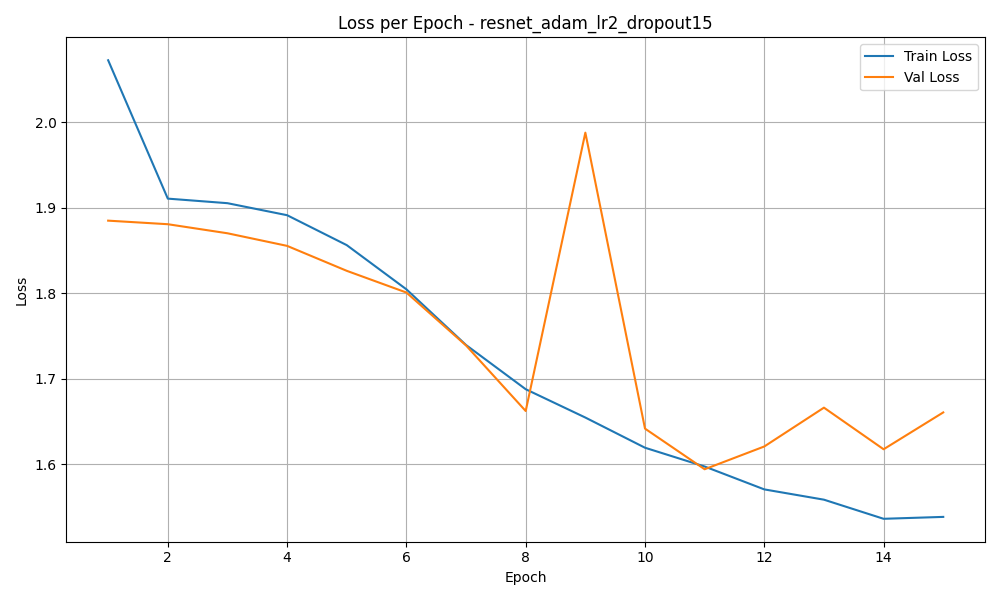 Loss per Epoch - resnet_adam_lr2_dropout15
Train Loss
Val Loss
Loss
2.0
1.9
1.8
1.7
1.6
2 4 6 8 10 12 14
Epoch